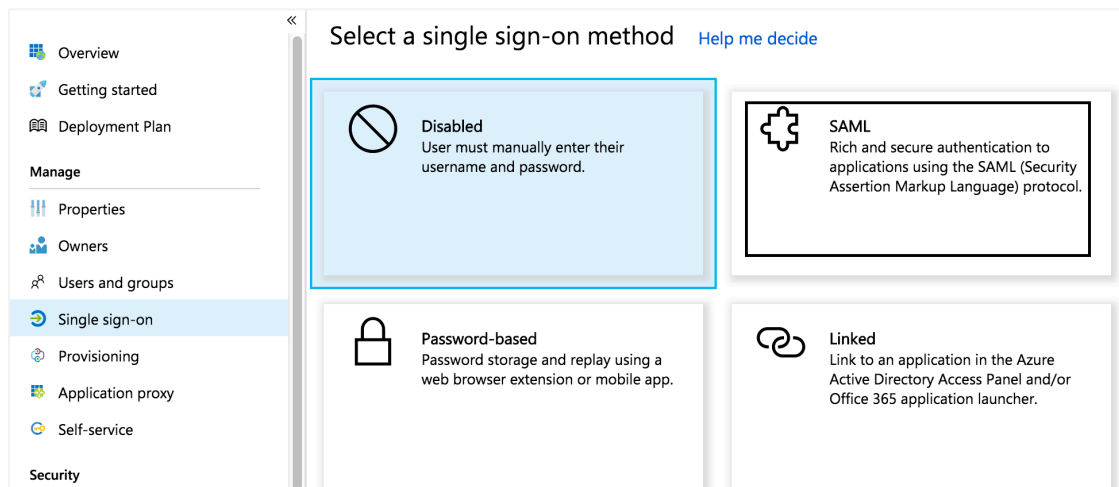 «
Overview
Getting started
Deployment Plan
Manage
Properties
Owners
Users and groups
Single sign-on
Provisioning
Application proxy
Self-service
Security
Select a single sign-on method Help me decide
Disabled
User must manually enter their
username and password.
SAML
Rich and secure authentication to
applications using the SAML (Security
Assertion Markup Language) protocol.
Password-based
Password storage and replay using a
web browser extension or mobile app.
Linked
Link to an application in the Azure
Active Directory Access Panel and/or
Office 365 application launcher.